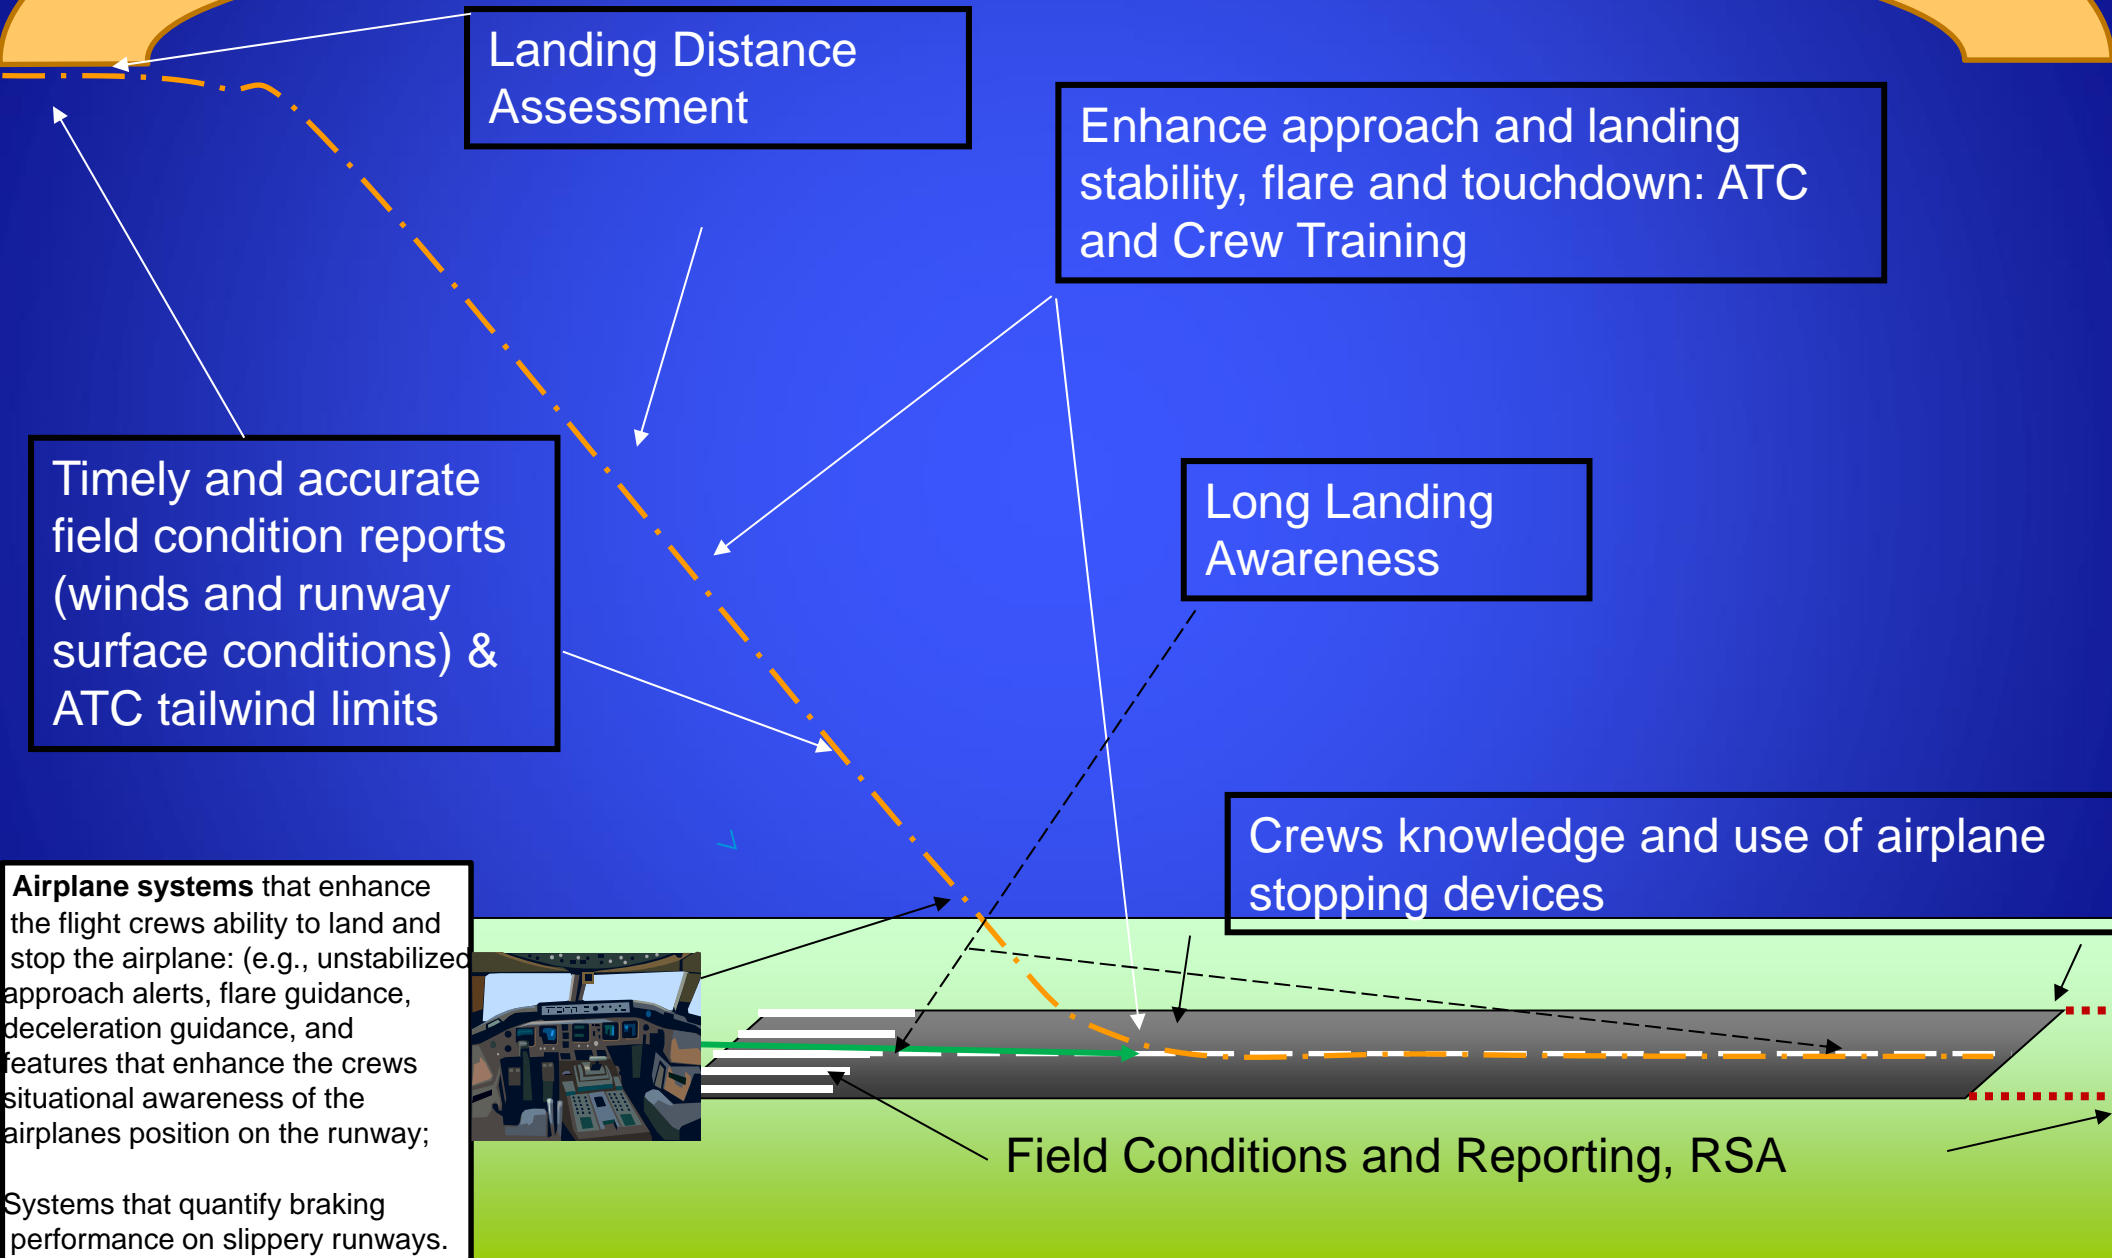 Landing Distance
Assessment
Enhance approach and landing
stability, flare and touchdown: ATC
and Crew Training
Timely and accurate
field condition reports
(winds and runway
surface conditions) &
ATC tailwind limits
Long Landing
Awareness
Crews knowledge and use of airplane
stopping devices
Airplane systems that enhance
the flight crews ability to land and
stop the airplane: (e.g., unstabilized
approach alerts, flare guidance,
deceleration guidance, and
features that enhance the crews
situational awareness of the
airplanes position on the runway;
Systems that quantify braking
performance on slippery runways.
Field Conditions and Reporting, RSA